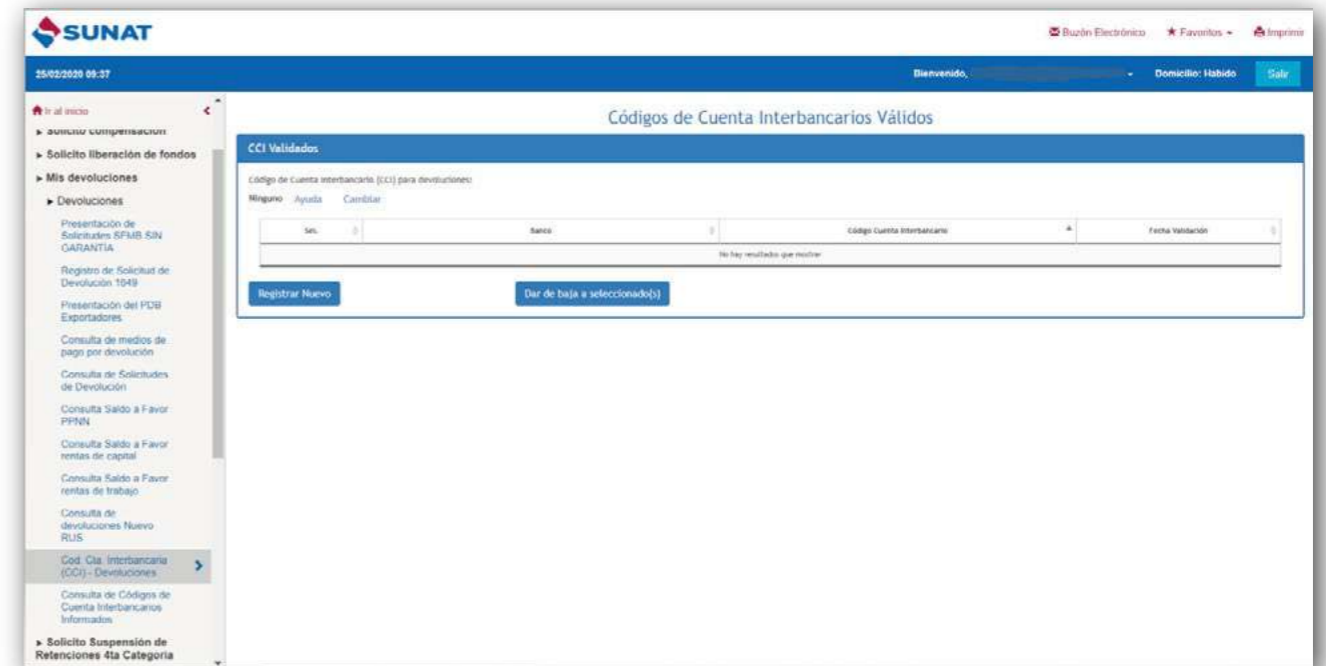 SUNAT
Buzón Electrónico
Favoritos
Imprimir
25/02/2020 09:37
Bienvenido,
Domicilio: Habido
Salir
Ir al inicio
Solicito compensación
Solicito liberación de fondos
Mis devoluciones
Devoluciones
Presentación de
Solicitudes SFMB SIN
GARANTÍA
Registro de Solicitud de
Devolución 1649
Presentación del PDB
Exportadores
Consulta de medios de
pago por devolución
Consulta de Solicitudes
de Devolución
Consulta Saldo a Favor
PPNN
Consulta Saldo a Favor
rentas de capital
Consulta Saldo a Favor
rentas de trabajo
Consulta de
devoluciones Nuevo
RUS
Cod. Cta. Interbancaria
(CCI) - Devoluciones
Consulta de Códigos de
Cuenta Interbancarios
Informados
Solicito Suspensión de
Retenciones 4ta Categoría
Códigos de Cuenta Interbancarios Válidos
CCI Validados
Código de Cuenta Interbancario (CCI) para devoluciones:
Ninguno Ayuda Cambiar
Sel. Banco Código Cuenta Interbancario Fecha Validación
No hay resultados que mostrar
Registrar Nuevo
Dar de baja a seleccionado(s)